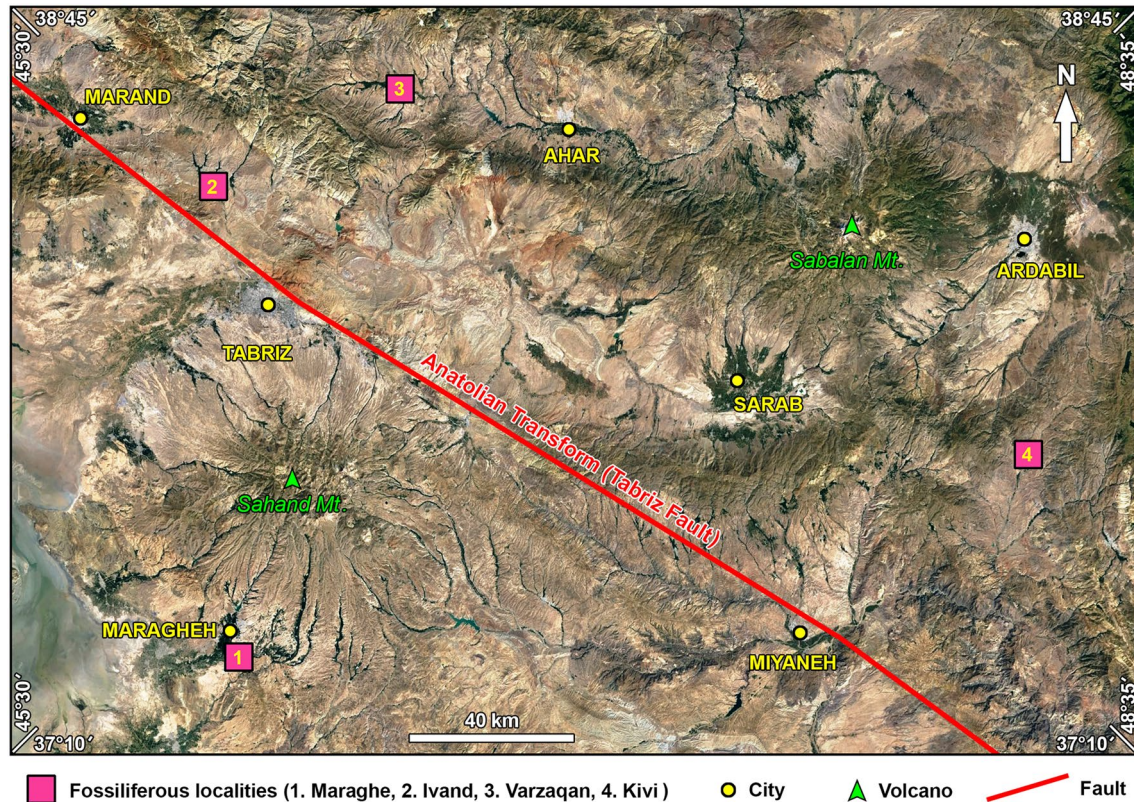 38°45′
38°45′
45°30′
48°35′
N
3
MARAND
AHAR
2
Sabalan Mt.
ARDABIL
TABRIZ
Anatolian Transform (Tabriz Fault)
SARAB
4
Sahand Mt.
MARAGHEH
1
MIYANEH
40 km
45°30′
48°35′
37°10′
37°10′
Fossiliferous localities (1. Maraghe, 2. Ivand, 3. Varzaqan, 4. Kivi )
City
Volcano
Fault